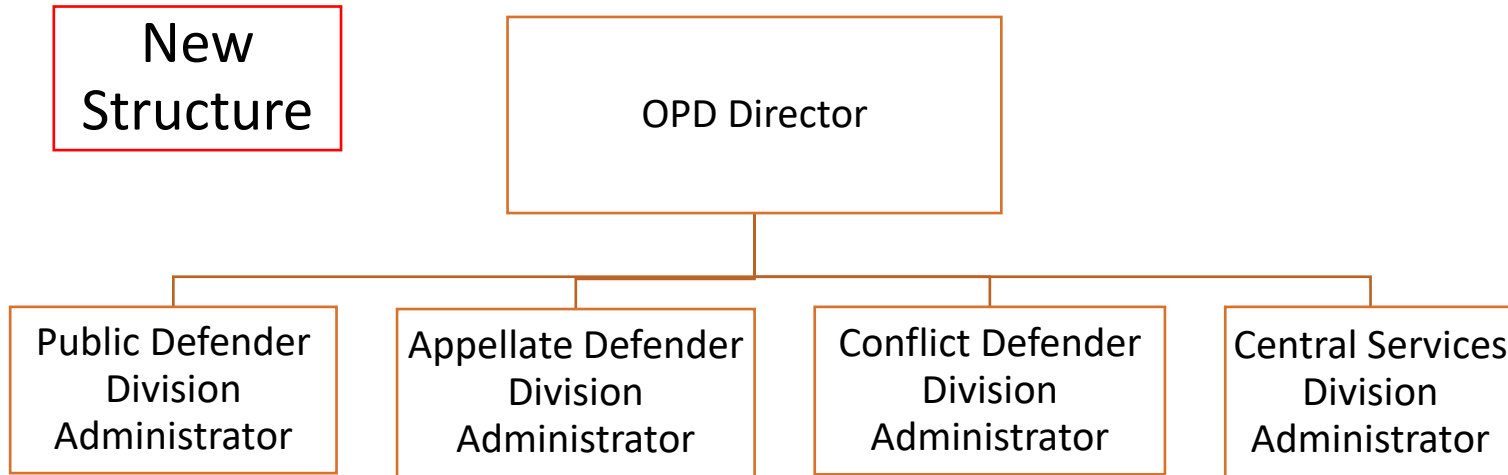 New
Structure
OPD Director
Public Defender
Division
Administrator
Appellate Defender
Division
Administrator
Conflict Defender
Division
Administrator
Central Services
Division
Administrator